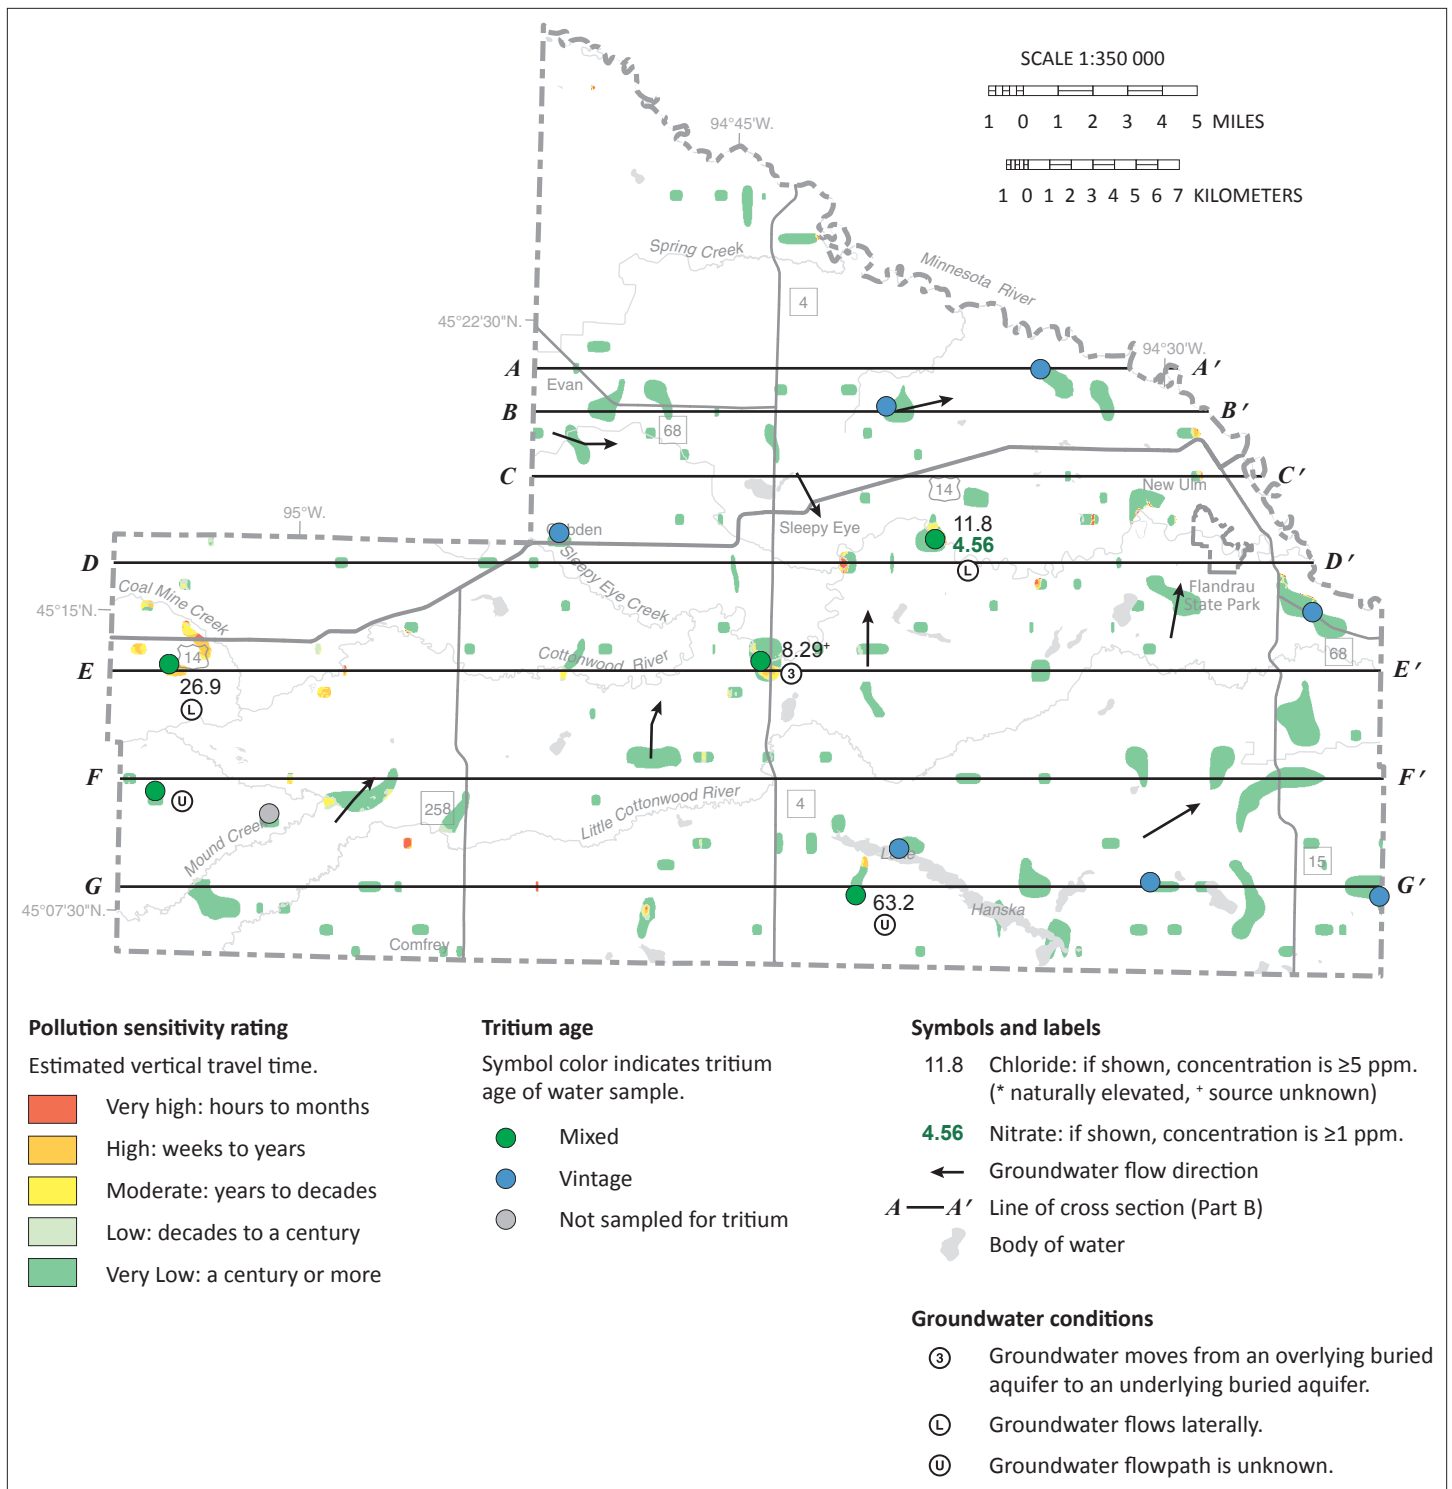 SCALE 1:350 000
1 0 1 2 3 4 5 MILES
1 0 1 2 3 4 5 6 7 KILOMETERS
94°45'W.
Spring Creek
Minnesota River
4
45°22'30"N.
94°30'W.
A A′
Evan
B B′
68
C C′
14
New Ulm
95°W.
Cobden
Sleepy Eye
11.8
4.56
L
D D′
Sleepy Eye Creek
Flandrau
State Park
Coal Mine Creek
45°15'N.
14
Cottonwood River
8.29+
3
68
E E′
26.9
L
F F′
U
258
Little Cottonwood River
4
Mound Creek
Lake
15
G G′
45°07'30"N.
63.2
U
Hanska
Comfrey
Pollution sensitivity rating
Estimated vertical travel time.
Very high: hours to months
High: weeks to years
Moderate: years to decades
Low: decades to a century
Very Low: a century or more
Tritium age
Symbol color indicates tritium
age of water sample.
Mixed
Vintage
Not sampled for tritium
Symbols and labels
11.8 Chloride: if shown, concentration is ≥5 ppm.
(* naturally elevated, + source unknown)
4.56 Nitrate: if shown, concentration is ≥1 ppm.
Groundwater flow direction
A A′ Line of cross section (Part B)
Body of water
Groundwater conditions
3 Groundwater moves from an overlying buried
aquifer to an underlying buried aquifer.
L Groundwater flows laterally.
U Groundwater flowpath is unknown.